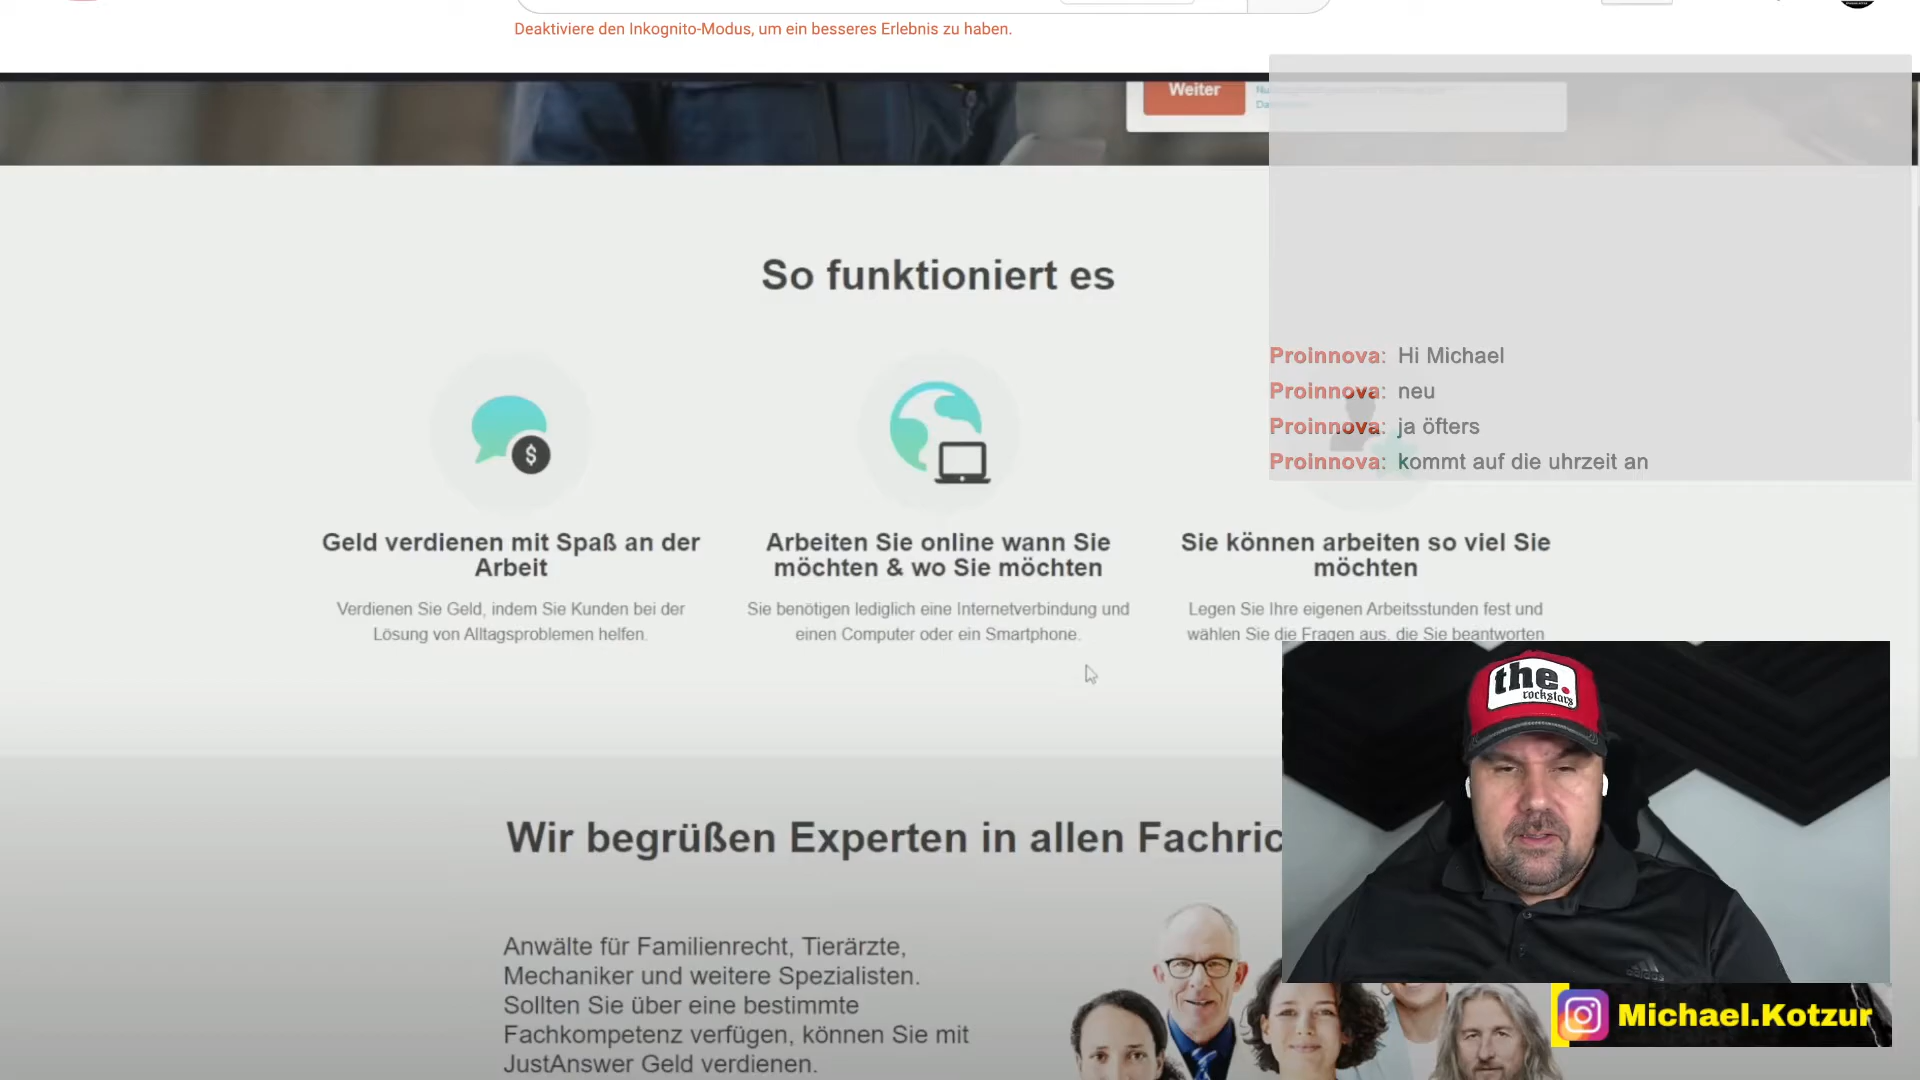 Deaktiviere den Inkognito-Modus, um ein besseres Erlebnis zu haben.
Weiter
So funktioniert es
Proinnova: Hi Michael
Proinnova: neu
Proinnova: ja öfters
Proinnova: kommt auf die uhrzeit an
$
Geld verdienen mit Spaß an der
Arbeit
Verdienen Sie Geld, indem Sie Kunden bei der
Lösung von Alltagsproblemen helfen.
Arbeiten Sie online wann Sie
möchten & wo Sie möchten
Sie benötigen lediglich eine Internetverbindung und
einen Computer oder ein Smartphone.
Sie können arbeiten so viel Sie
möchten
Legen Sie Ihre eigenen Arbeitsstunden fest und
wählen Sie die Fragen aus, die Sie beantworten
the.
rockstars
adidas
Wir begrüßen Experten in allen Fachric
Anwälte für Familienrecht, Tierärzte,
Mechaniker und weitere Spezialisten.
Sollten Sie über eine bestimmte
Fachkompetenz verfügen, können Sie mit
JustAnswer Geld verdienen.
Michael.Kotzur